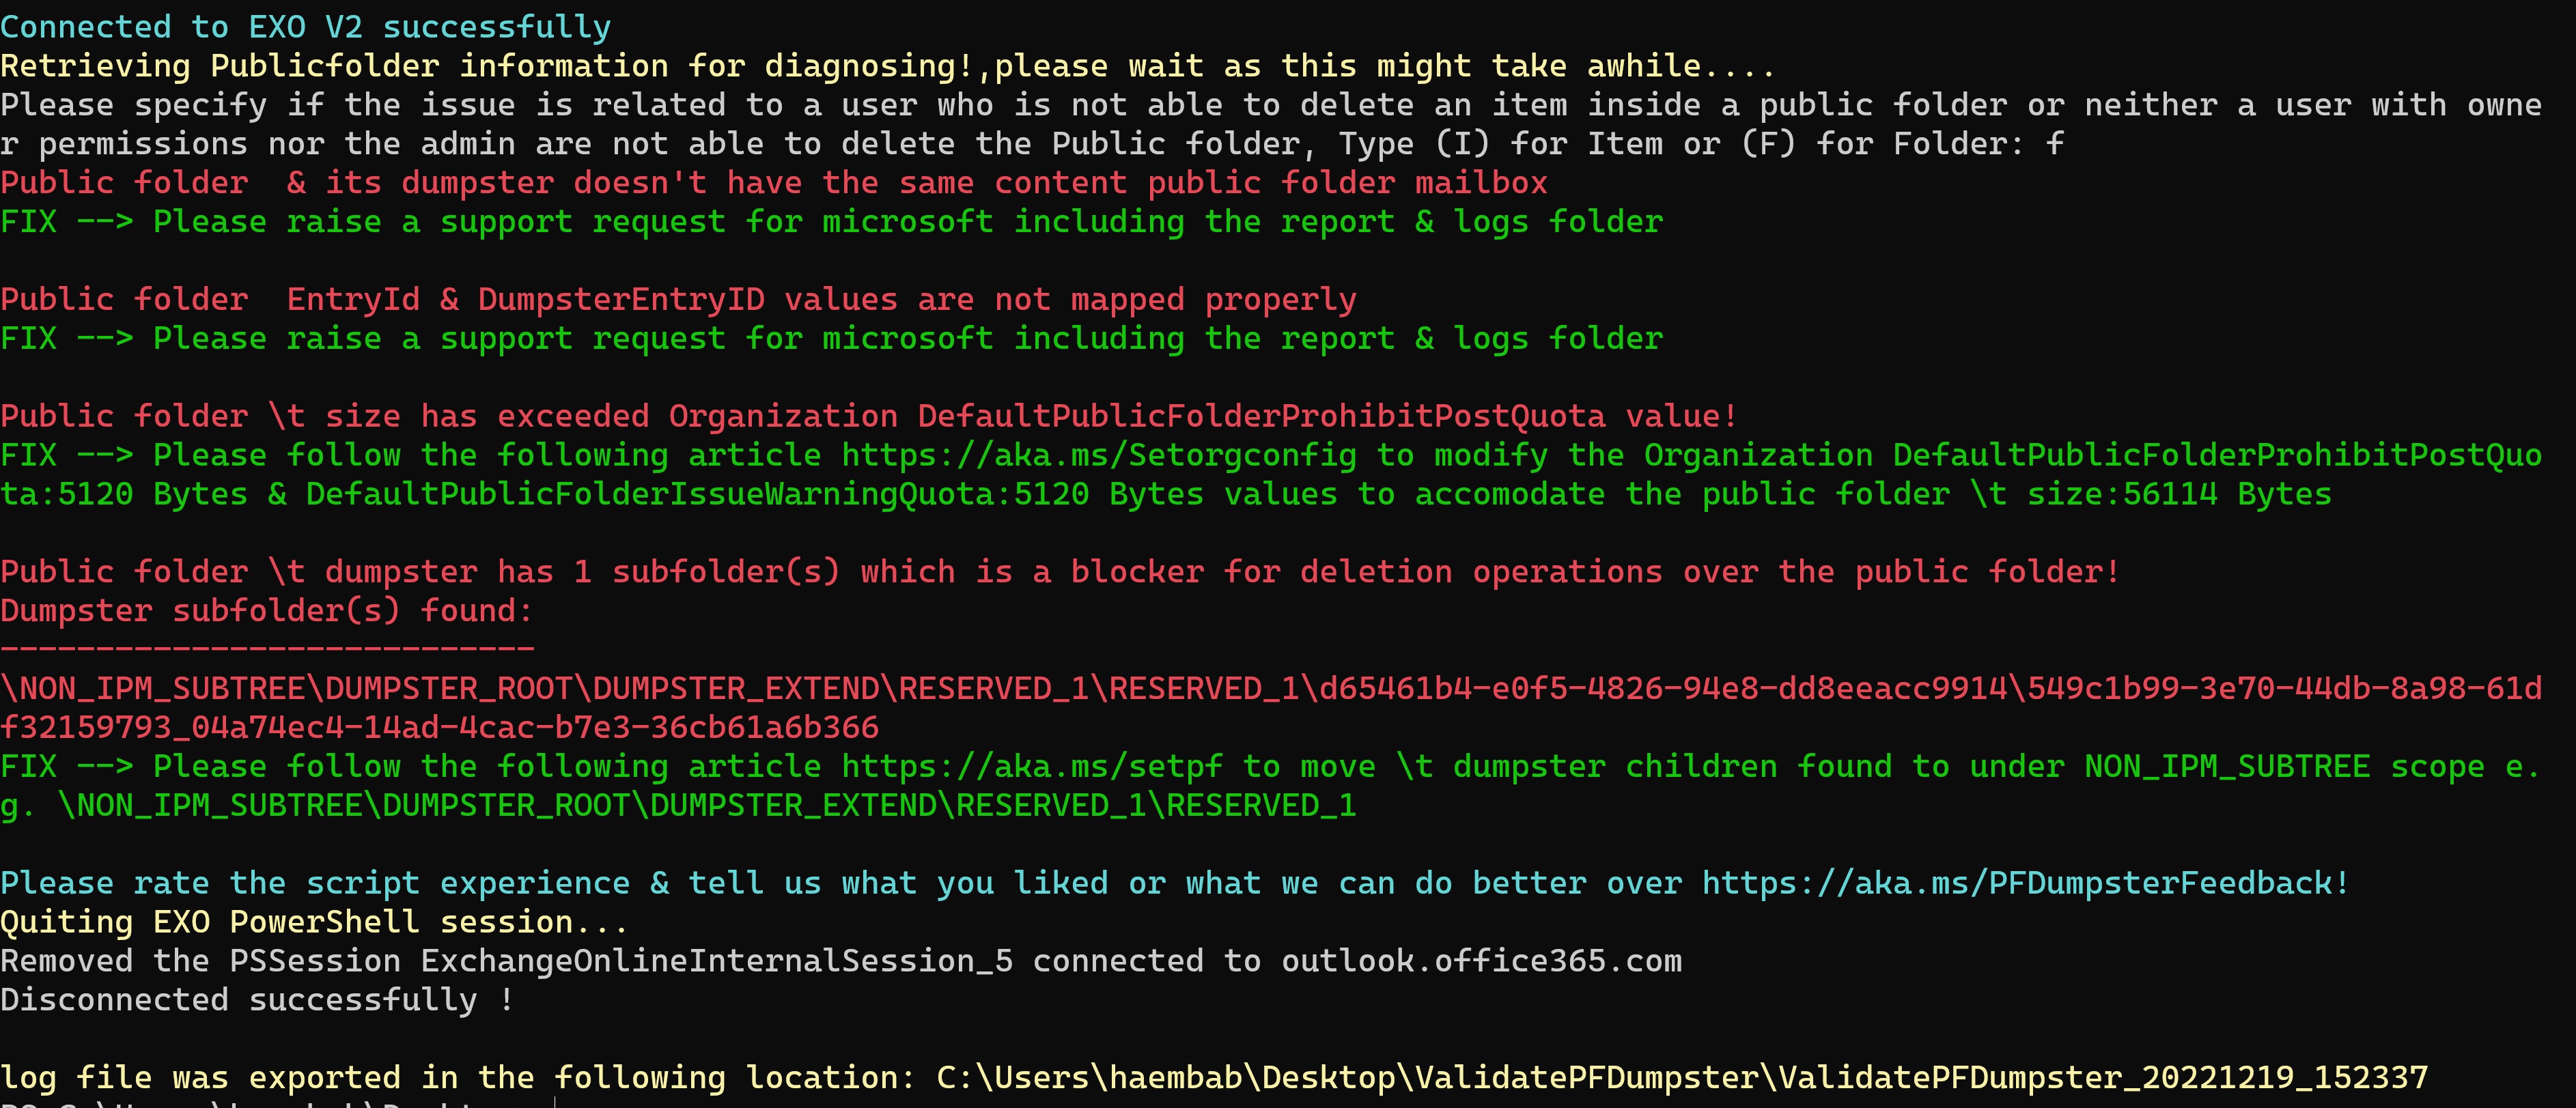 Connected to EXO V2 successfully
Retrieving Publicfolder information for diagnosing!,please wait as this might take awhile....
Please specify if the issue is related to a user who is not able to delete an item inside a public folder or neither a user with owne
r permissions nor the admin are not able to delete the Public folder, Type (I) for Item or (F) for Folder: f
Public folder  & its dumpster doesn't have the same content public folder mailbox
FIX --> Please raise a support request for microsoft including the report & logs folder
Public folder  EntryId & DumpsterEntryID values are not mapped properly
FIX --> Please raise a support request for microsoft including the report & logs folder
Public folder \t size has exceeded Organization DefaultPublicFolderProhibitPostQuota value!
FIX --> Please follow the following article https://aka.ms/Setorgconfig to modify the Organization DefaultPublicFolderProhibitPostQuo
ta:5120 Bytes & DefaultPublicFolderIssueWarningQuota:5120 Bytes values to accomodate the public folder \t size:56114 Bytes
Public folder \t dumpster has 1 subfolder(s) which is a blocker for deletion operations over the public folder!
Dumpster subfolder(s) found:
----------------------------
\NON_IPM_SUBTREE\DUMPSTER_ROOT\DUMPSTER_EXTEND\RESERVED_1\RESERVED_1\d65461b4-e0f5-4826-94e8-dd8eeacc9914\549c1b99-3e70-44db-8a98-61d
f32159793_04a74ec4-14ad-4cac-b7e3-36cb61a6b366
FIX --> Please follow the following article https://aka.ms/setpf to move \t dumpster children found to under NON_IPM_SUBTREE scope e.
g. \NON_IPM_SUBTREE\DUMPSTER_ROOT\DUMPSTER_EXTEND\RESERVED_1\RESERVED_1
Please rate the script experience & tell us what you liked or what we can do better over https://aka.ms/PFDumpsterFeedback!
Quiting EXO PowerShell session...
Removed the PSSession ExchangeOnlineInternalSession_5 connected to outlook.office365.com
Disconnected successfully !
log file was exported in the following location: C:\Users\haembab\Desktop\ValidatePFDumpster\ValidatePFDumpster_20221219_152337